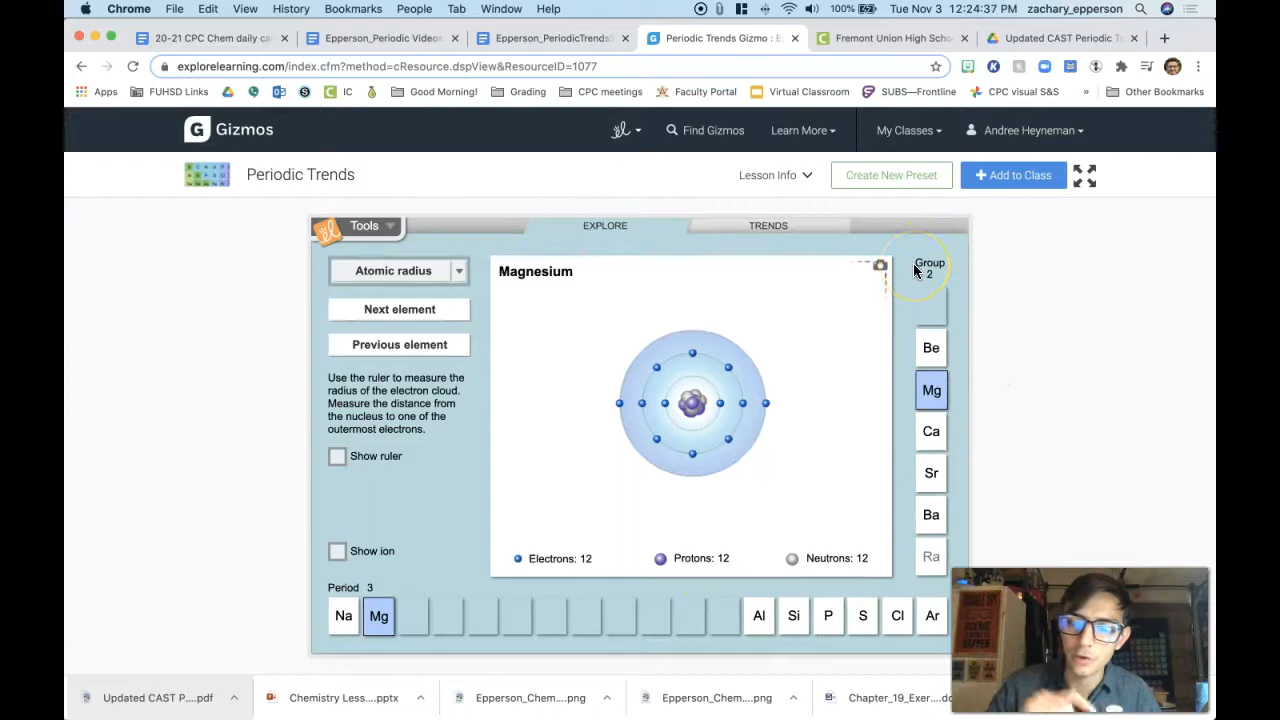 Chrome File Edit View History Bookmarks People Tab Window Help 100% Tue Nov 3 12:24:37 PM zachary_epperson
20-21 CPC Chem daily ca Epperson_Periodic Videos Epperson_PeriodicTrends Periodic Trends Gizmo : E Fremont Union High Scho Updated CAST Periodic T
explorelearning.com/index.cfm?method=cResource.dspView&ResourceID=1077
Apps FUHSD Links IC Good Morning! Grading CPC meetings Faculty Portal Virtual Classroom SUBS—Frontline CPC visual S&S » Other Bookmarks
G Gizmos Find Gizmos Learn More My Classes Andree Heyneman
Periodic Trends Lesson Info Create New Preset + Add to Class
Tools EXPLORE TRENDS
Atomic radius
Next element
Previous element
Use the ruler to measure the
radius of the electron cloud.
Measure the distance from
the nucleus to one of the
outermost electrons.
Show ruler
Show ion
Magnesium
Electrons: 12 Protons: 12 Neutrons: 12
Group
2
Be
Mg
Ca
Sr
Ba
Ra
Period 3
Na Mg Al Si P S Cl Ar
Updated CAST P....pdf Chemistry Less....pptx Epperson_Chem....png Epperson_Chem....png Chapter_19_Exer....do